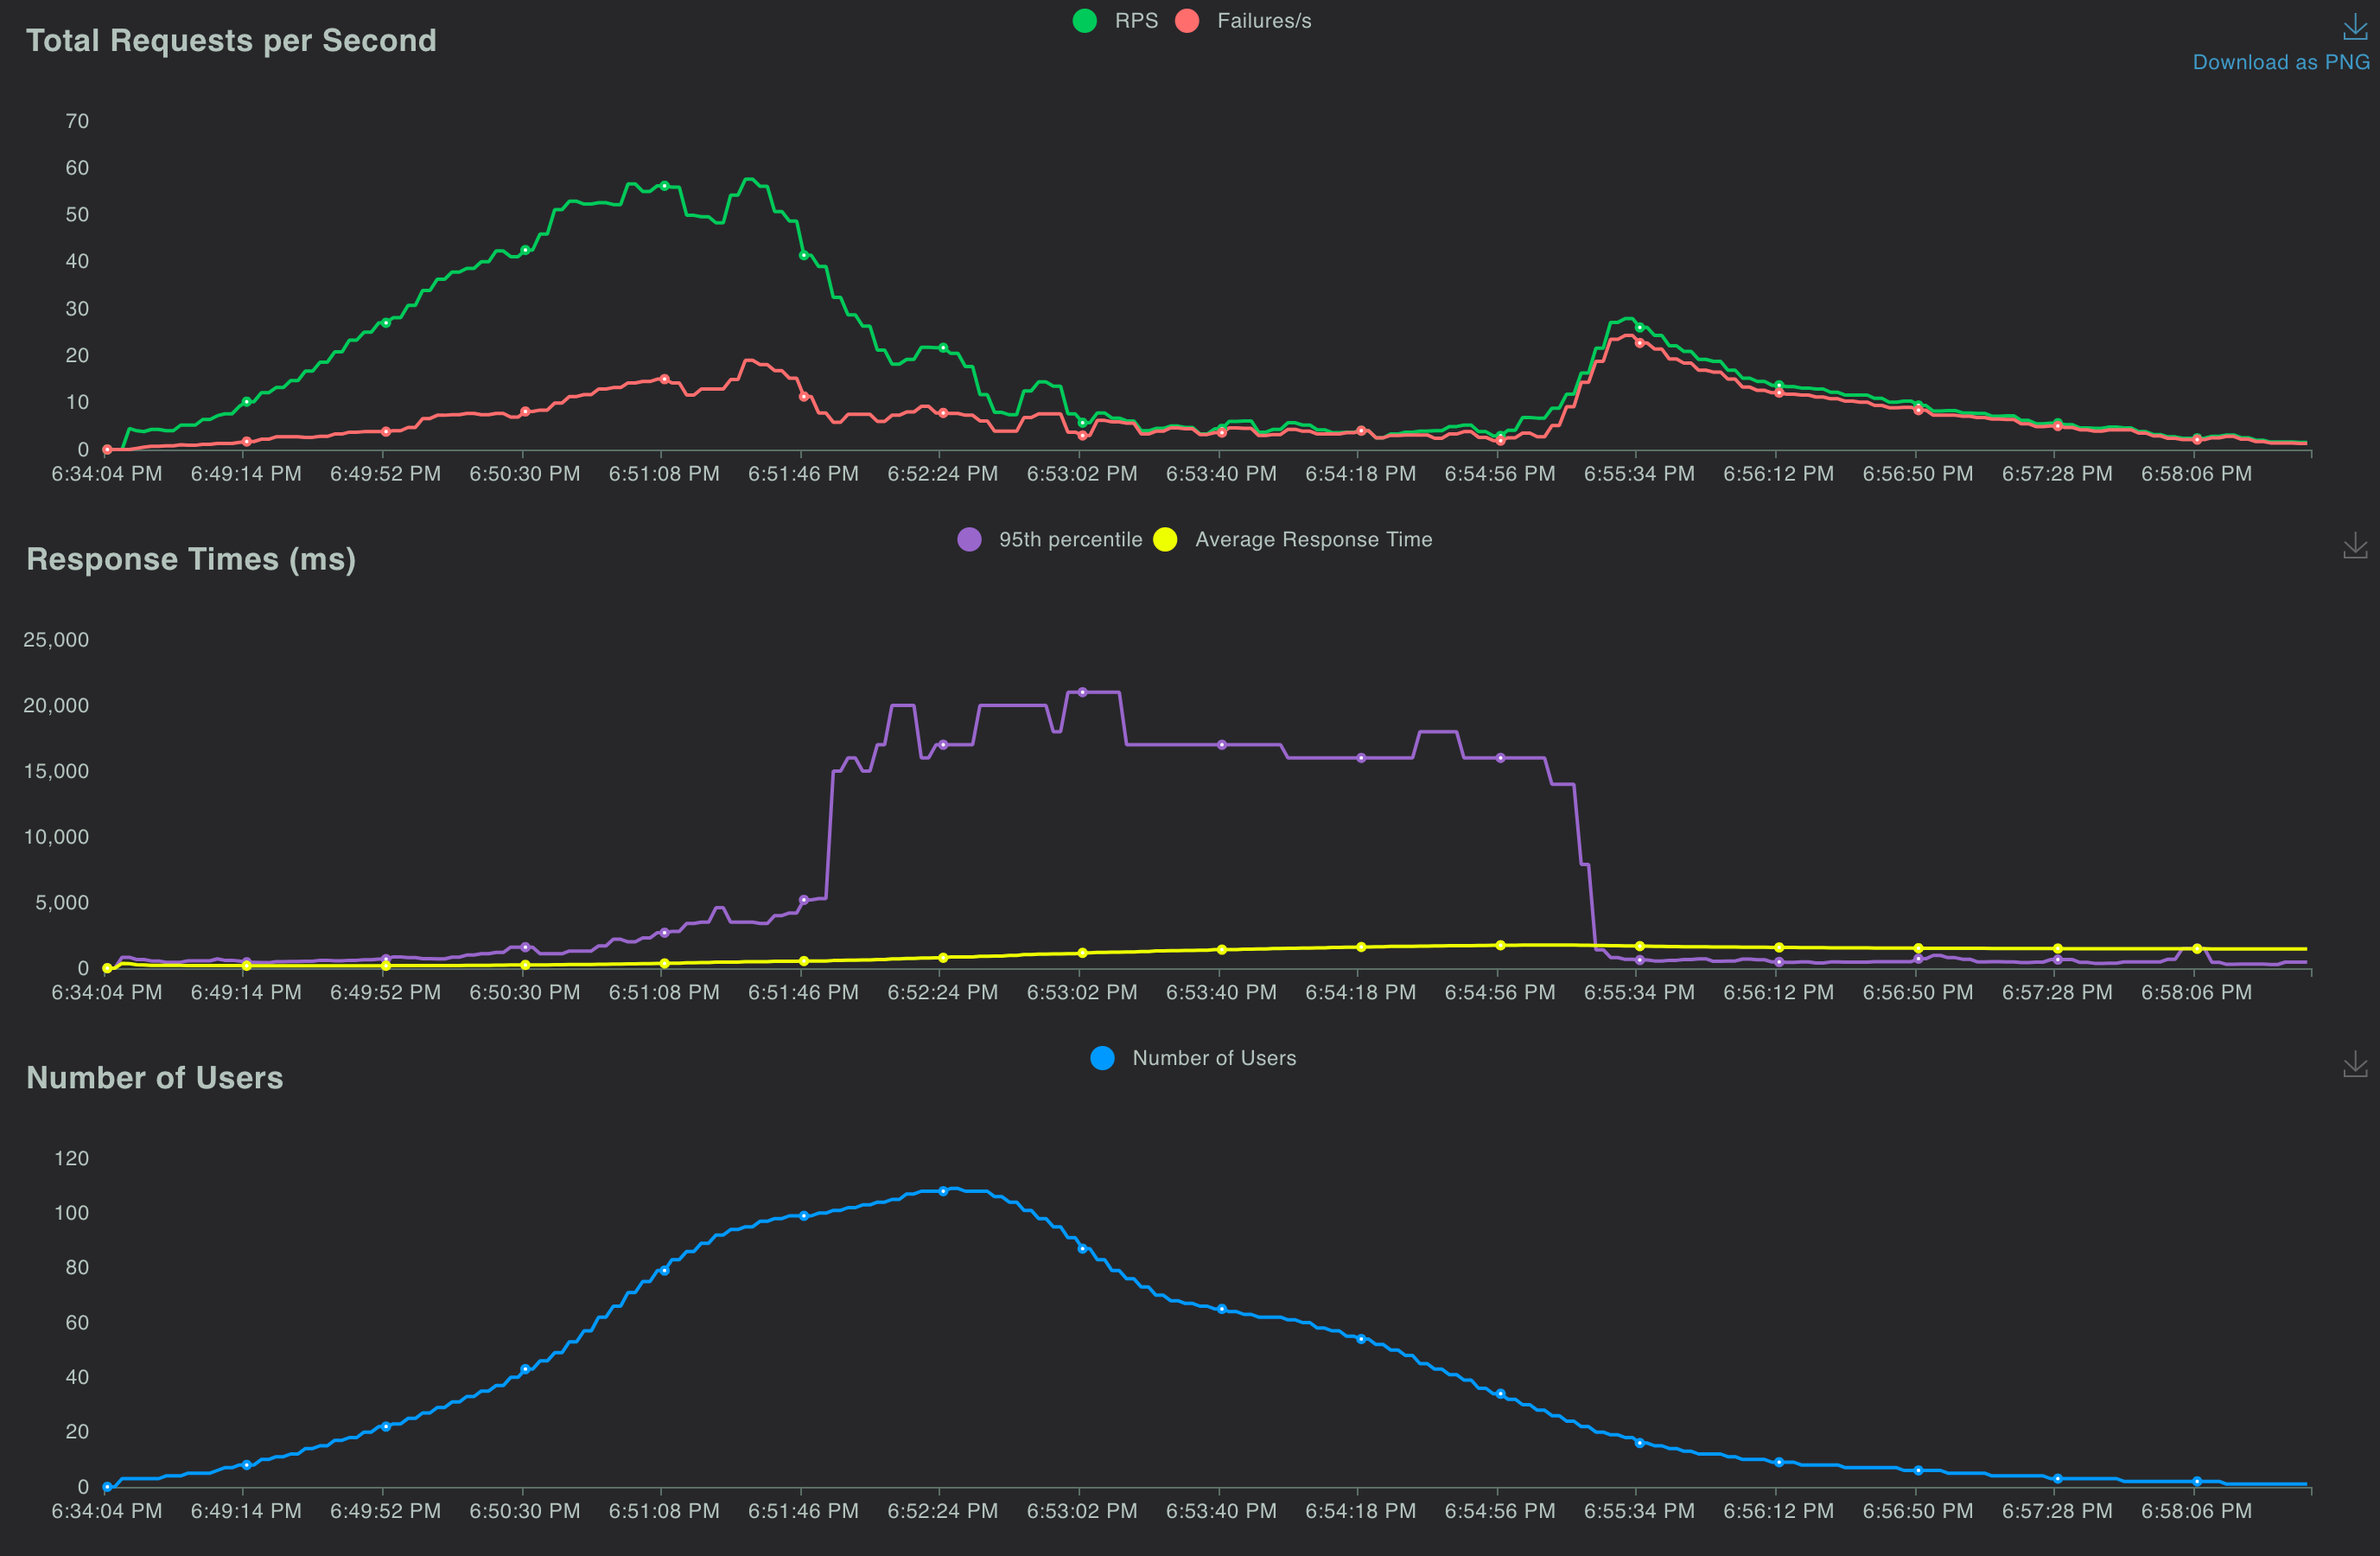 RPS Failures/s
Total Requests per Second
Download as PNG
70
60
50
40
30
20
10
0
6:34:04 PM 6:49:14 PM 6:49:52 PM 6:50:30 PM 6:51:08 PM 6:51:46 PM 6:52:24 PM 6:53:02 PM 6:53:40 PM 6:54:18 PM 6:54:56 PM 6:55:34 PM 6:56:12 PM 6:56:50 PM 6:57:28 PM 6:58:06 PM
95th percentile Average Response Time
Response Times (ms)
25,000
20,000
15,000
10,000
5,000
0
6:34:04 PM 6:49:14 PM 6:49:52 PM 6:50:30 PM 6:51:08 PM 6:51:46 PM 6:52:24 PM 6:53:02 PM 6:53:40 PM 6:54:18 PM 6:54:56 PM 6:55:34 PM 6:56:12 PM 6:56:50 PM 6:57:28 PM 6:58:06 PM
Number of Users
Number of Users
120
100
80
60
40
20
0
6:34:04 PM 6:49:14 PM 6:49:52 PM 6:50:30 PM 6:51:08 PM 6:51:46 PM 6:52:24 PM 6:53:02 PM 6:53:40 PM 6:54:18 PM 6:54:56 PM 6:55:34 PM 6:56:12 PM 6:56:50 PM 6:57:28 PM 6:58:06 PM